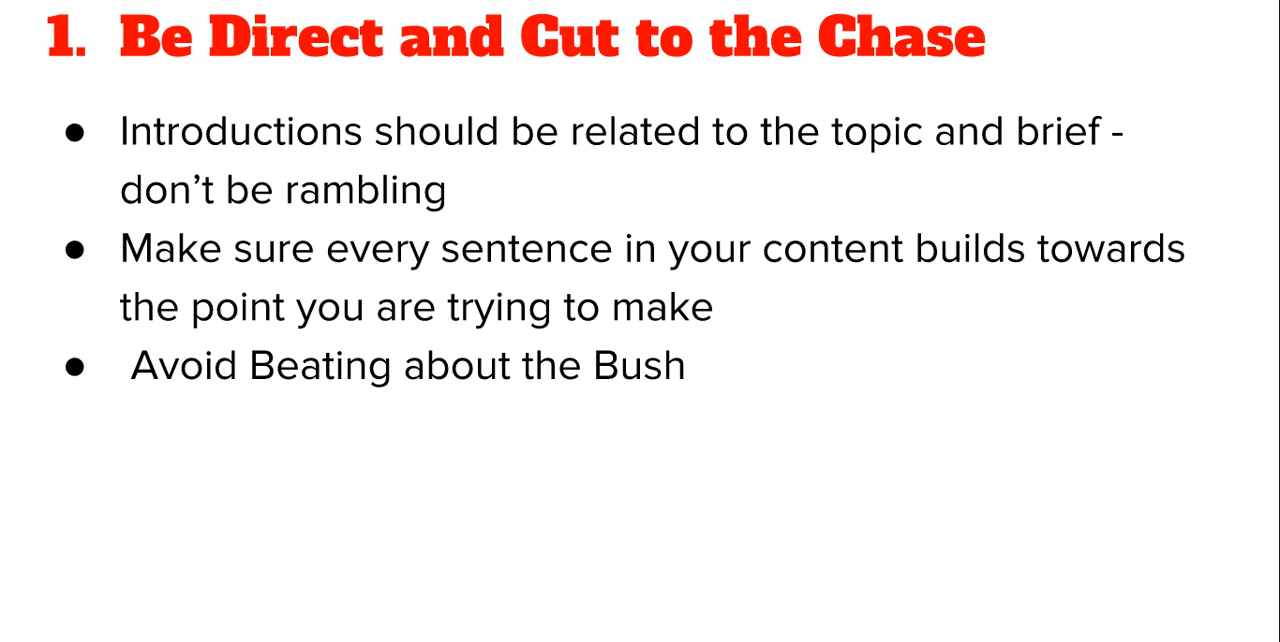 1. Be Direct and Cut to the Chase
● Introductions should be related to the topic and brief -
don’t be rambling
● Make sure every sentence in your content builds towards
the point you are trying to make
● Avoid Beating about the Bush